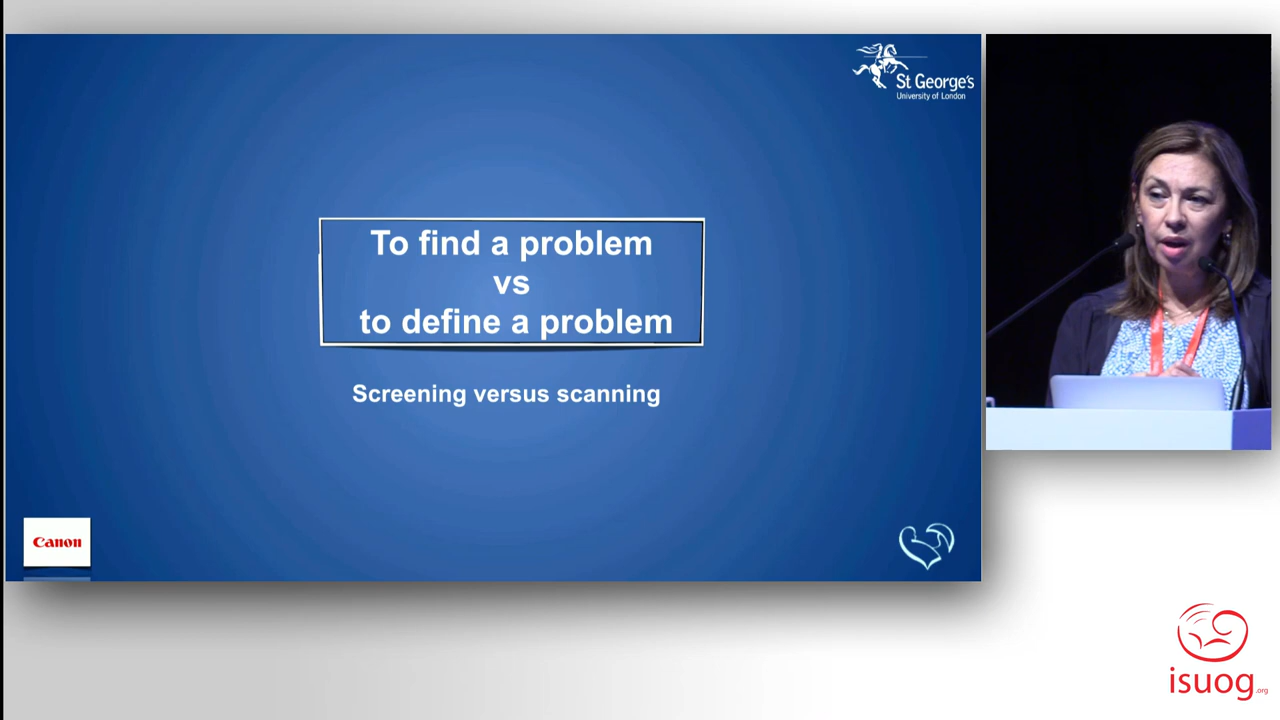 St George's
University of London
To find a problem
vs
to define a problem
Screening versus scanning
Canon
isuog.org